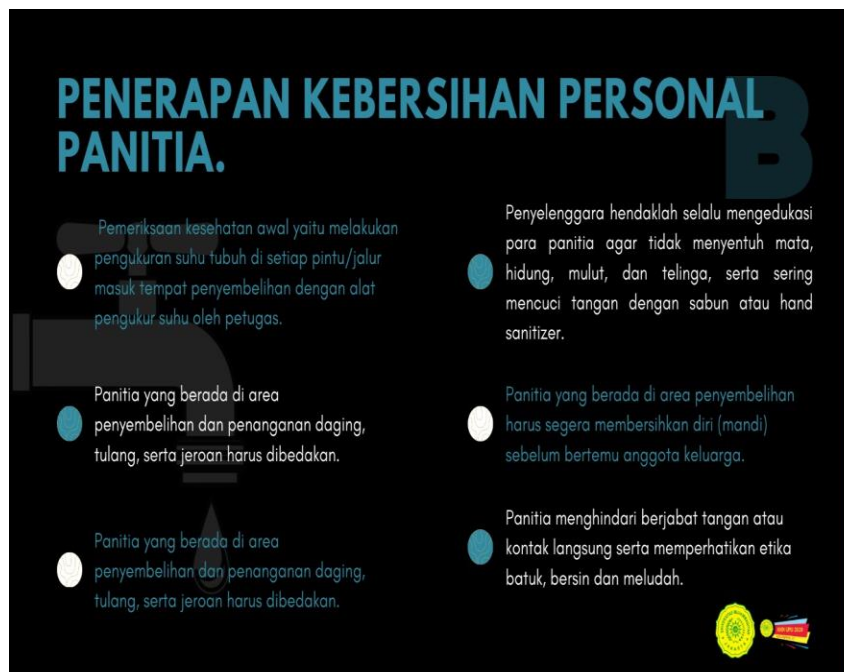 PENERAPAN KEBERSIHAN PERSONAL
PANITIA.
B
Pemeriksaan kesehatan awal yaitu melakukan
pengukuran suhu tubuh di setiap pintu/jalur
masuk tempat penyembelihan dengan alat
pengukur suhu oleh petugas.
Panitia yang berada di area
penyembelihan dan penanganan daging,
tulang, serta jeroan harus dibedakan.
Panitia yang berada di area
penyembelihan dan penanganan daging,
tulang, serta jeroan harus dibedakan.
Penyelenggara hendaklah selalu mengedukasi
para panitia agar tidak menyentuh mata,
hidung, mulut, dan telinga, serta sering
mencuci tangan dengan sabun atau hand
sanitizer.
Panitia yang berada di area penyembelihan
harus segera membersihkan diri (mandi)
sebelum bertemu anggota keluarga.
Panitia menghindari berjabat tangan atau
kontak langsung serta memperhatikan etika
batuk, bersin dan meludah.